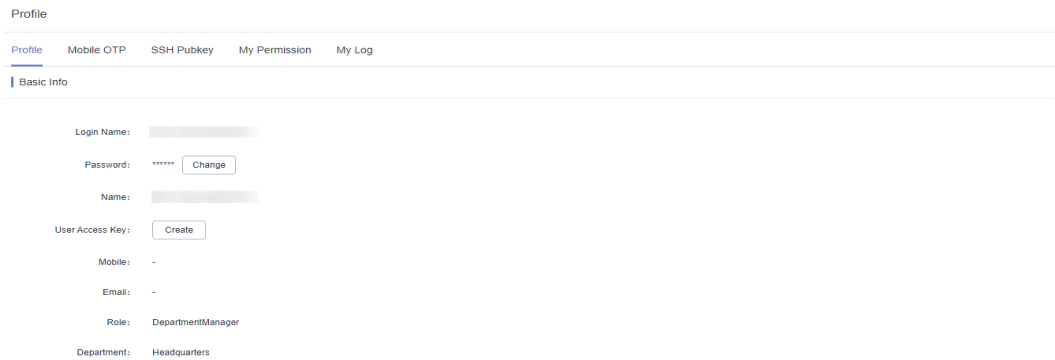 Profile
Profile Mobile OTP SSH Pubkey My Permission My Log
Basic Info
Login Name:
Password: ****** Change
Name:
User Access Key: Create
Mobile: -
Email: -
Role: DepartmentManager
Department: Headquarters